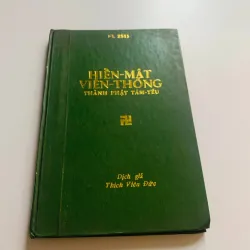 HIỂN-MẬT
VIÊN-THÔNG
THÀNH PHẬT TÂM-YẾU
Dịch giả
Thích Viên Đức